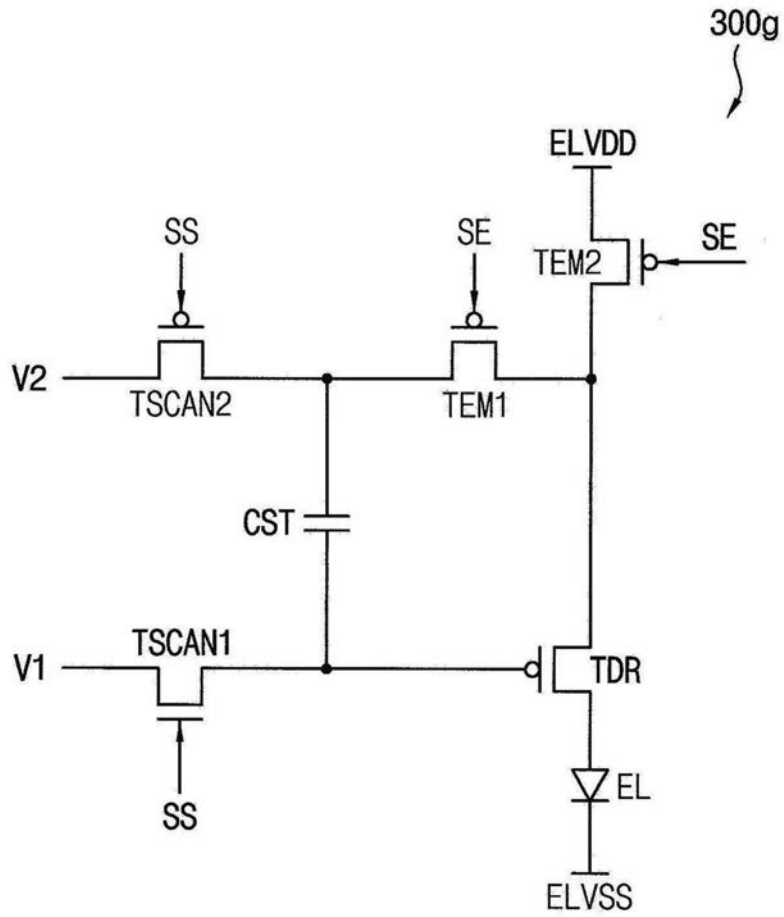 300g
ELVDD
SS
SE
TEM2
SE
V2
TSCAN2
TEM1
CST
TSCAN1
V1
TDR
SS
EL
ELVSS